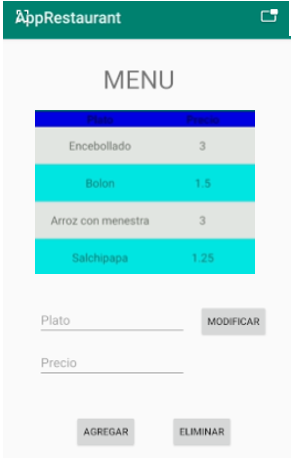 AppRestaurant
MENU
Plato Precio
Encebollado 3
Bolon 1.5
Arroz con menestra 3
Salchipapa 1.25
Plato MODIFICAR
Precio
AGREGAR ELIMINAR